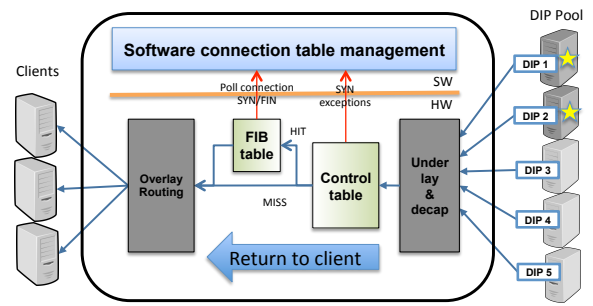 DIP Pool
Software connection table management
Clients
DIP 1
SW
Poll connection
SYN/FIN
SYN
exceptions
HW
DIP 2
FIB
table
HIT
Overlay
Routing
Control
table
Under
lay
&
decap
DIP 3
MISS
DIP 4
Return to client
DIP 5